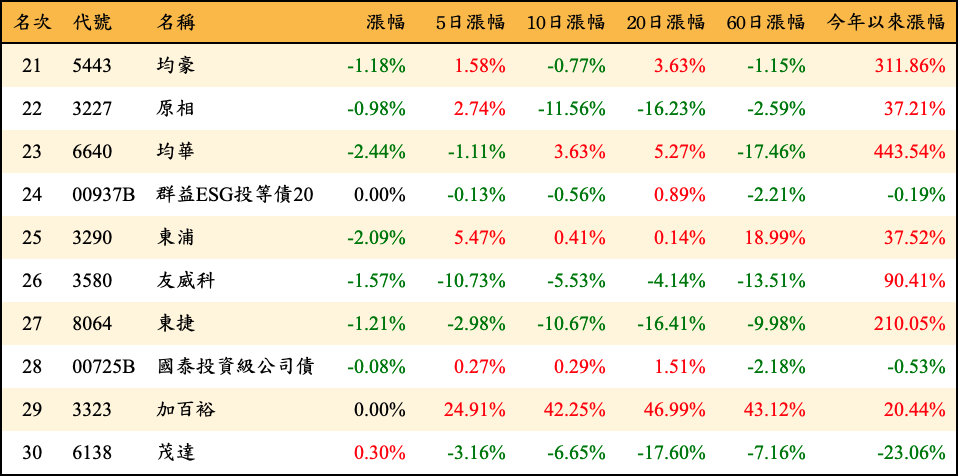 名次 代號 名稱 漲幅 5日漲幅 10日漲幅 20日漲幅 60日漲幅 今年以來漲幅
21 5443 均豪 -1.18% 1.58% -0.77% 3.63% -1.15% 311.86%
22 3227 原相 -0.98% 2.74% -11.56% -16.23% -2.59% 37.21%
23 6640 均華 -2.44% -1.11% 3.63% 5.27% -17.46% 443.54%
24 00937B 群益ESG投等債20 0.00% -0.13% -0.56% 0.89% -2.21% -0.19%
25 3290 東浦 -2.09% 5.47% 0.41% 0.14% 18.99% 37.52%
26 3580 友威科 -1.57% -10.73% -5.53% -4.14% -13.51% 90.41%
27 8064 東捷 -1.21% -2.98% -10.67% -16.41% -9.98% 210.05%
28 00725B 國泰投資級公司債 -0.08% 0.27% 0.29% 1.51% -2.18% -0.53%
29 3323 加百裕 0.00% 24.91% 42.25% 46.99% 43.12% 20.44%
30 6138 茂達 0.30% -3.16% -6.65% -17.60% -7.16% -23.06%